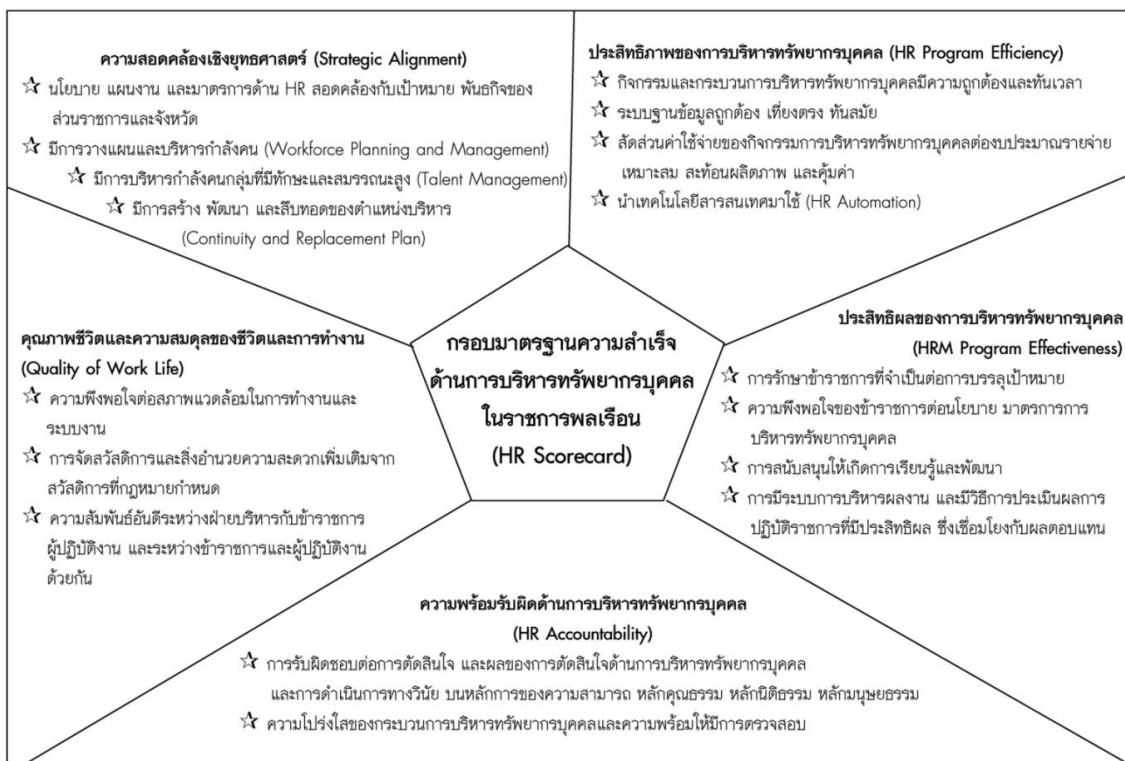 ความสอดคล้องเชิงยุทธศาสตร์ (Strategic Alignment)
☆ นโยบาย แผนงาน และมาตรการด้าน HR สอดคล้องกับเป้าหมาย พันธกิจของ
ส่วนราชการและจังหวัด
☆ มีการวางแผนและบริหารกำลังคน (Workforce Planning and Management)
☆ มีการบริหารกำลังคนกลุ่มที่มีทักษะและสมรรถนะสูง (Talent Management)
☆ มีการสร้าง พัฒนา และสืบทอดของตำแหน่งบริหาร
(Continuity and Replacement Plan)
ประสิทธิภาพของการบริหารทรัพยากรบุคคล (HR Program Efficiency)
☆ กิจกรรมและกระบวนการบริหารทรัพยากรบุคคลมีความถูกต้องและทันเวลา
☆ ระบบฐานข้อมูลถูกต้อง เที่ยงตรง ทันสมัย
☆ สัดส่วนค่าใช้จ่ายของกิจกรรมการบริหารทรัพยากรบุคคลต่องบประมาณรายจ่าย
เหมาะสม สะท้อนผลิตภาพ และคุ้มค่า
☆ นำเทคโนโลยีสารสนเทศมาใช้ (HR Automation)
คุณภาพชีวิตและความสมดุลของชีวิตและการทำงาน
(Quality of Work Life)
☆ ความพึงพอใจต่อสภาพแวดล้อมในการทำงานและ
ระบบงาน
☆ การจัดสวัสดิการและสิ่งอำนวยความสะดวกเพิ่มเติมจาก
สวัสดิการที่กฎหมายกำหนด
☆ ความสัมพันธ์อันดีระหว่างฝ่ายบริหารกับข้าราชการ
ผู้ปฏิบัติงาน และระหว่างข้าราชการและผู้ปฏิบัติงาน
ด้วยกัน
กรอบมาตรฐานความสำเร็จ
ด้านการบริหารทรัพยากรบุคคล
ในราชการพลเรือน
(HR Scorecard)
ประสิทธิผลของการบริหารทรัพยากรบุคคล
(HRM Program Effectiveness)
☆ การรักษาข้าราชการที่จำเป็นต่อการบรรลุเป้าหมาย
☆ ความพึงพอใจของข้าราชการต่อนโยบาย มาตรการการ
บริหารทรัพยากรบุคคล
☆ การสนับสนุนให้เกิดการเรียนรู้และพัฒนา
☆ การมีระบบการบริหารผลงาน และมีวิธีการประเมินผลการ
ปฏิบัติราชการที่มีประสิทธิผล ซึ่งเชื่อมโยงกับผลตอบแทน
ความพร้อมรับผิดด้านการบริหารทรัพยากรบุคคล
(HR Accountability)
☆ การรับผิดชอบต่อการตัดสินใจ และผลของการตัดสินใจด้านการบริหารทรัพยากรบุคคล
และการดำเนินการทางวินัย บนหลักการของความสามารถ หลักคุณธรรม หลักนิติธรรม หลักมนุษยธรรม
☆ ความโปร่งใสของกระบวนการบริหารทรัพยากรบุคคลและความพร้อมให้มีการตรวจสอบ